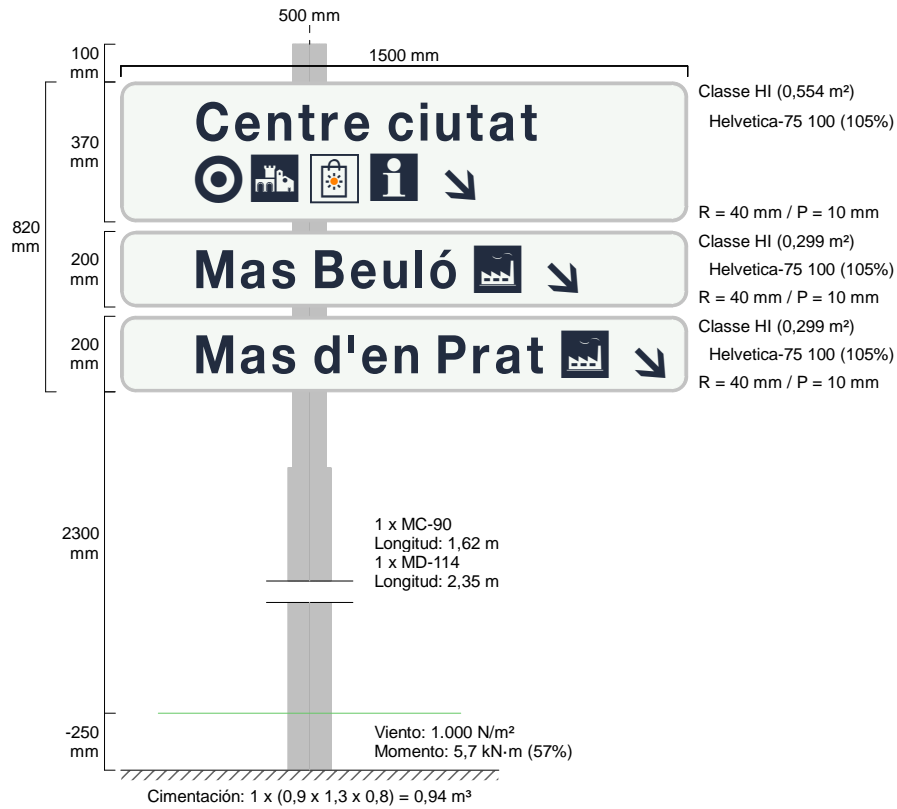 500 mm
100 mm
1500 mm
820 mm
370 mm
Centre ciutat
i
Classe HI (0,554 m²)
Helvetica-75 100 (105%)
R = 40 mm / P = 10 mm
200 mm
Mas Beuló
Classe HI (0,299 m²)
Helvetica-75 100 (105%)
R = 40 mm / P = 10 mm
200 mm
Mas d'en Prat
Classe HI (0,299 m²)
Helvetica-75 100 (105%)
R = 40 mm / P = 10 mm
2300 mm
1 x MC-90
Longitud: 1,62 m
1 x MD-114
Longitud: 2,35 m
-250 mm
Viento: 1.000 N/m²
Momento: 5,7 kN·m (57%)
Cimentación: 1 x (0,9 x 1,3 x 0,8) = 0,94 m³